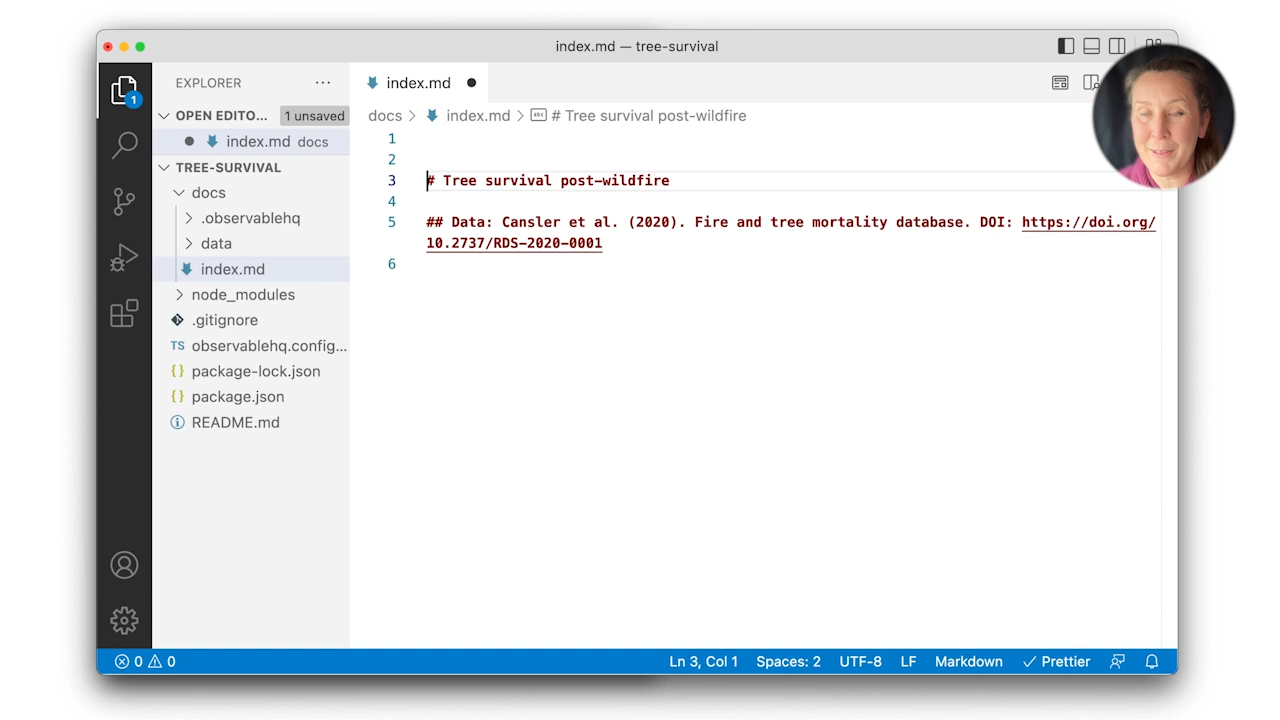 index.md — tree-survival
EXPLORER
index.md
1
OPEN EDITO...
1 unsaved
index.md docs
docs > index.md > # Tree survival post-wildfire
TREE-SURVIVAL
docs
.observablehq
data
index.md
node_modules
.gitignore
TS observablehq.config...
{} package-lock.json
{} package.json
README.md
1
2
3 # Tree survival post-wildfire
4
5 ## Data: Cansler et al. (2020). Fire and tree mortality database. DOI: https://doi.org/
10.2737/RDS-2020-0001
6
0 0
Ln 3, Col 1
Spaces: 2
UTF-8
LF
Markdown
Prettier